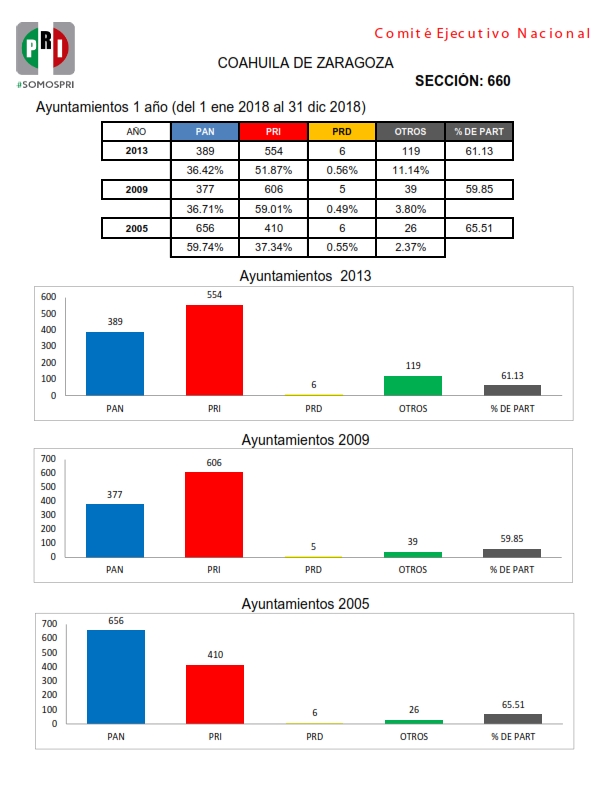 Comité Ejecutivo Nacional
PRI
#SOMOSPRI
COAHUILA DE ZARAGOZA
SECCIÓN: 660
Ayuntamientos 1 año (del 1 ene 2018 al 31 dic 2018)
AÑO PAN PRI PRD OTROS % DE PART
2013 389 554 6 119 61.13
36.42% 51.87% 0.56% 11.14%
2009 377 606 5 39 59.85
36.71% 59.01% 0.49% 3.80%
2005 656 410 6 26 65.51
59.74% 37.34% 0.55% 2.37%
Ayuntamientos 2013
600
500
400
300
200
100
0
389 554 6 119 61.13
PAN PRI PRD OTROS % DE PART
Ayuntamientos 2009
700
600
500
400
300
200
100
0
377 606 5 39 59.85
PAN PRI PRD OTROS % DE PART
Ayuntamientos 2005
700
600
500
400
300
200
100
0
656 410 6 26 65.51
PAN PRI PRD OTROS % DE PART